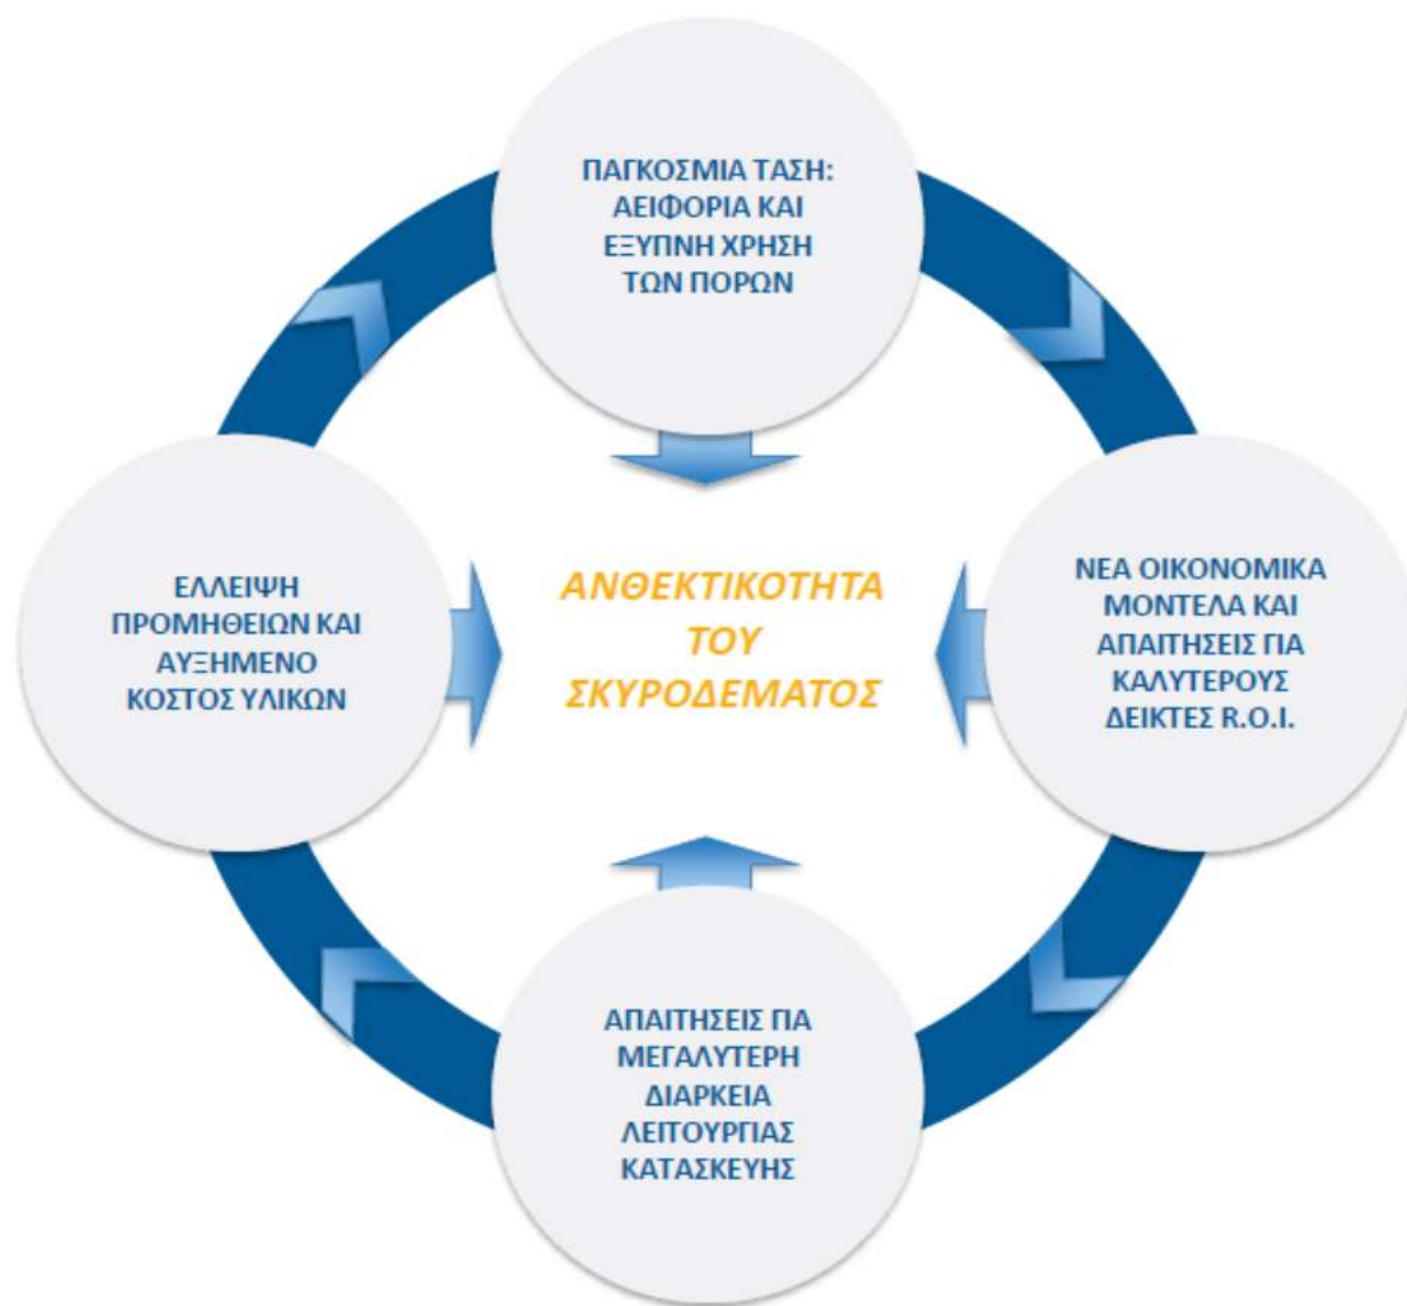 ΠΑΓΚΟΣΜΙΑ ΤΑΣΗ:
ΑΕΙΦΟΡΙΑ ΚΑΙ
ΕΞΥΠΝΗ ΧΡΗΣΗ
ΤΩΝ ΠΟΡΩΝ
ΕΛΛΕΙΨΗ
ΠΡΟΜΗΘΕΙΩΝ ΚΑΙ
ΑΥΞΗΜΕΝΟ
ΚΟΣΤΟΣ ΥΛΙΚΩΝ
ΑΝΘΕΚΤΙΚΟΤΗΤΑ
ΤΟΥ
ΣΚΥΡΟΔΕΜΑΤΟΣ
ΝΕΑ ΟΙΚΟΝΟΜΙΚΑ
ΜΟΝΤΕΛΑ ΚΑΙ
ΑΠΑΙΤΗΣΕΙΣ ΓΙΑ
ΚΑΛΥΤΕΡΟΥΣ
ΔΕΙΚΤΕΣ R.O.I.
ΑΠΑΙΤΗΣΕΙΣ ΓΙΑ
ΜΕΓΑΛΥΤΕΡΗ
ΔΙΑΡΚΕΙΑ
ΛΕΙΤΟΥΡΓΙΑΣ
ΚΑΤΑΣΚΕΥΗΣ